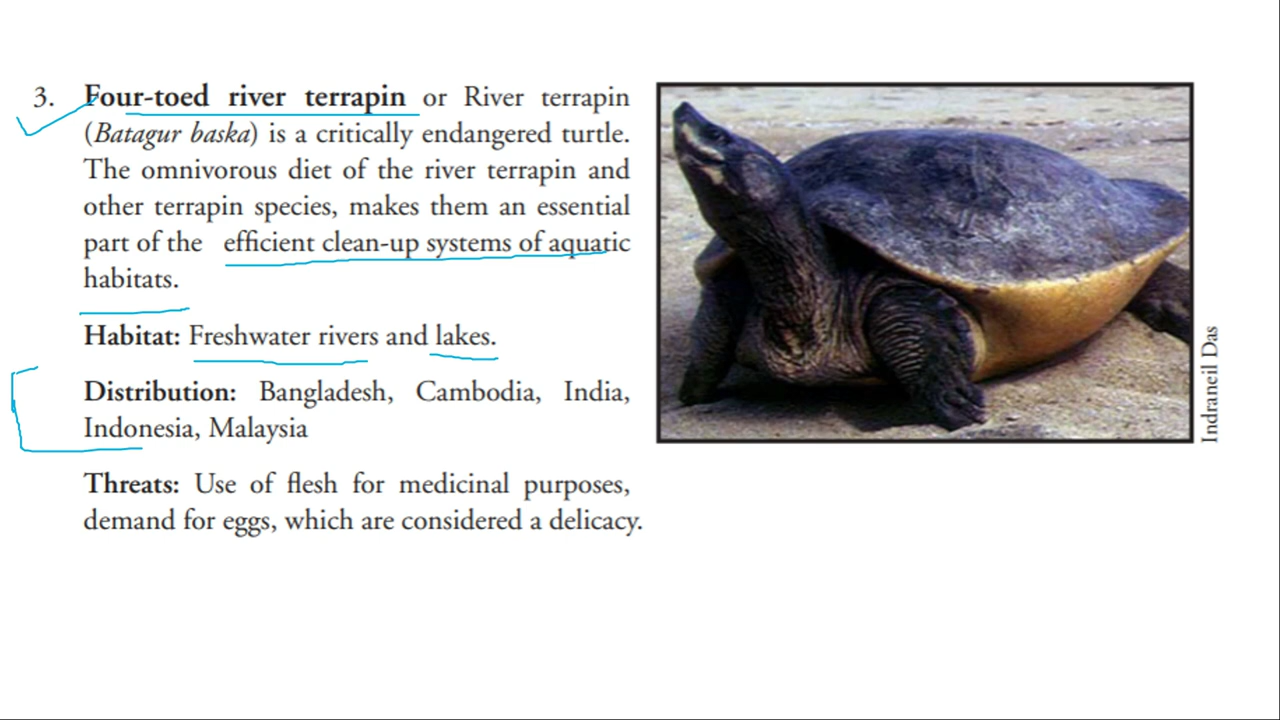 3. Four-toed river terrapin or River terrapin
(Batagur baska) is a critically endangered turtle.
The omnivorous diet of the river terrapin and
other terrapin species, makes them an essential
part of the efficient clean-up systems of aquatic
habitats.
Habitat: Freshwater rivers and lakes.
Distribution: Bangladesh, Cambodia, India,
Indonesia, Malaysia
Threats: Use of flesh for medicinal purposes,
demand for eggs, which are considered a delicacy.
Indraneil Das